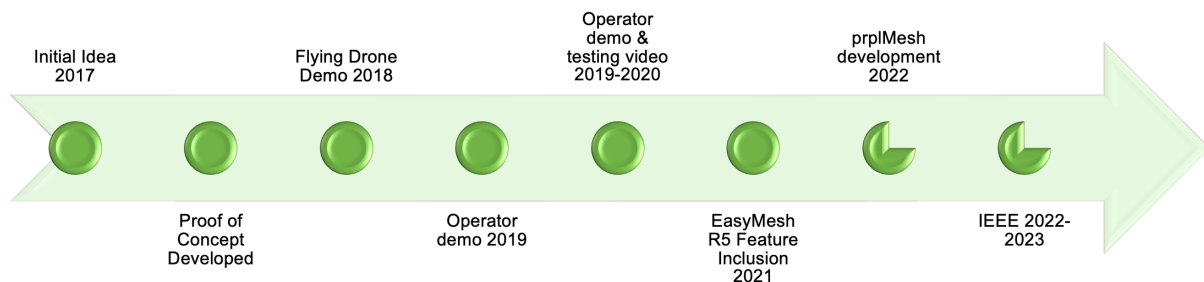 Initial Idea
2017
Proof of
Concept
Developed
Flying Drone
Demo 2018
Operator
demo 2019
Operator
demo &
testing video
2019-2020
EasyMesh
R5 Feature
Inclusion
2021
prplMesh
development
2022
IEEE 2022-
2023